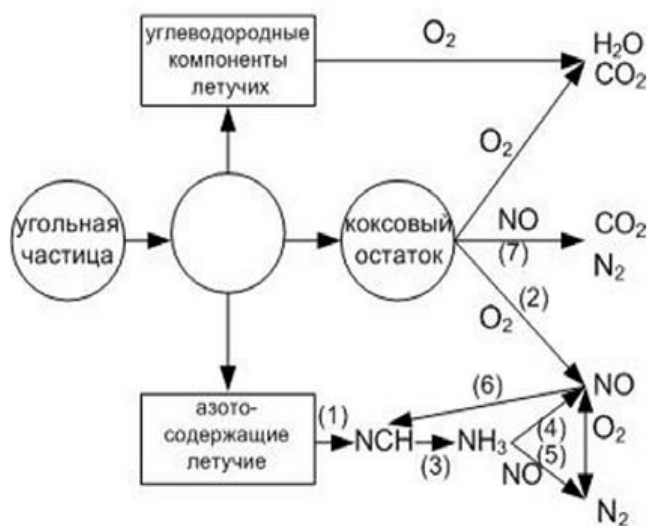 углеводородные
компоненты
летучих
O₂
H₂O
CO₂
O₂
угольная
частица
коксовый
остаток
NO
(7)
CO₂
N₂
(2)
O₂
азото-
содержащие
летучие
(1)
NCH
(3)
NH₃
(6)
(4)
(5)
NO
NO
O₂
N₂